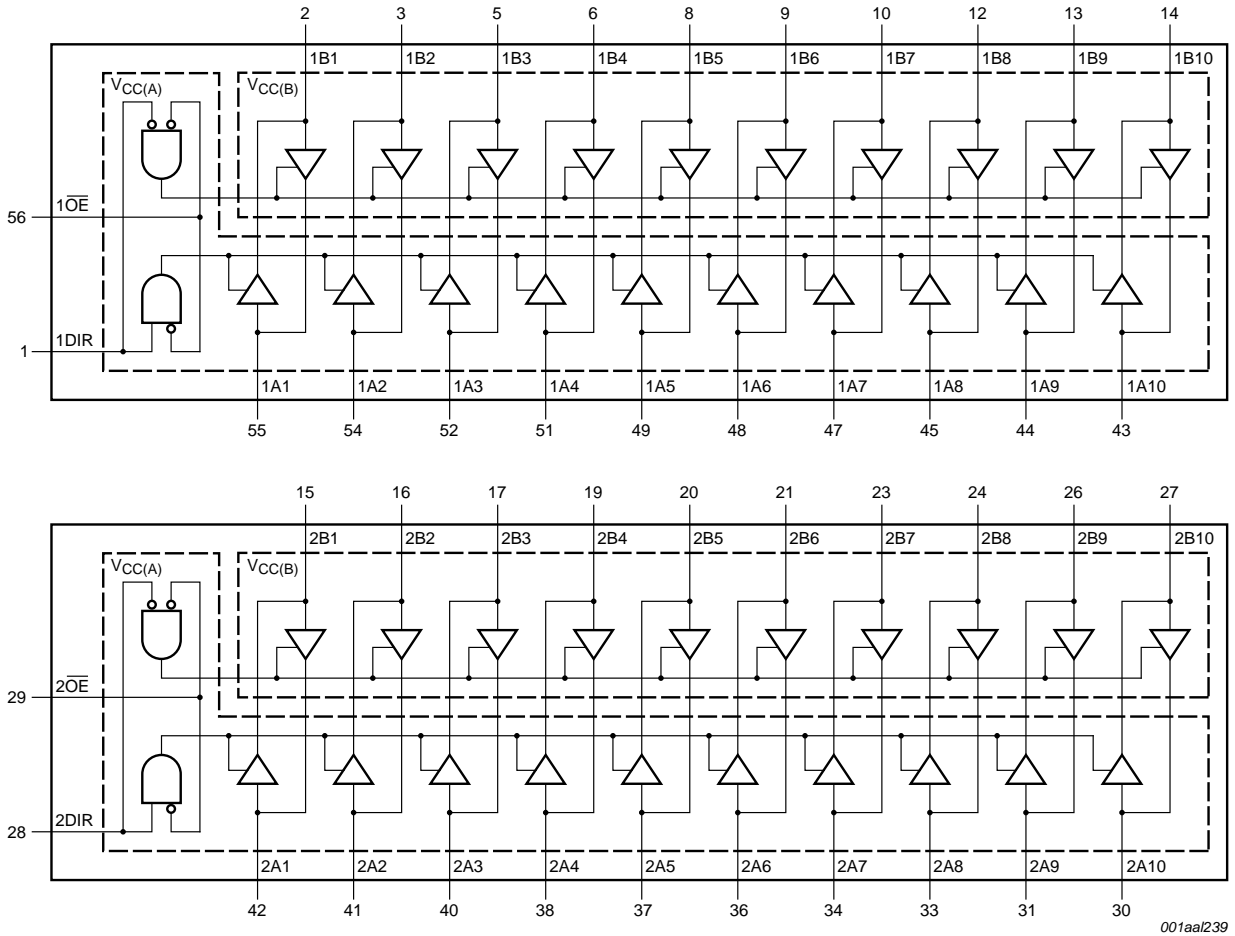 2 3 5 6 8 9 10 12 13 14
1B1 1B2 1B3 1B4 1B5 1B6 1B7 1B8 1B9 1B10
VCC(A) VCC(B)
56 1O̅E̅
1 1DIR
1A1 1A2 1A3 1A4 1A5 1A6 1A7 1A8 1A9 1A10
55 54 52 51 49 48 47 45 44 43
15 16 17 19 20 21 23 24 26 27
2B1 2B2 2B3 2B4 2B5 2B6 2B7 2B8 2B9 2B10
VCC(A) VCC(B)
29 2O̅E̅
28 2DIR
2A1 2A2 2A3 2A4 2A5 2A6 2A7 2A8 2A9 2A10
42 41 40 38 37 36 34 33 31 30
001aal239